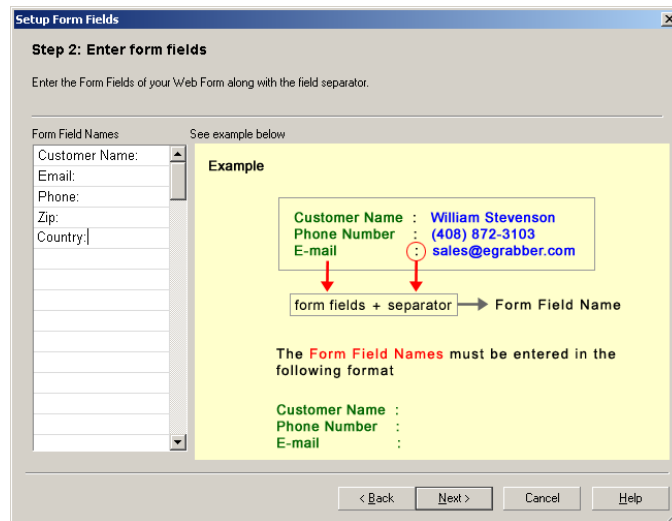 Setup Form Fields
Step 2: Enter form fields
Enter the Form Fields of your Web Form along with the field separator.
Form Field Names
See example below
Customer Name:
Email:
Phone:
Zip:
Country:
Example
Customer Name : William Stevenson
Phone Number : (408) 872-3103
E-mail : sales@egrabber.com
form fields + separator
Form Field Name
The Form Field Names must be entered in the
following format
Customer Name :
Phone Number :
E-mail :
< Back
Next >
Cancel
Help